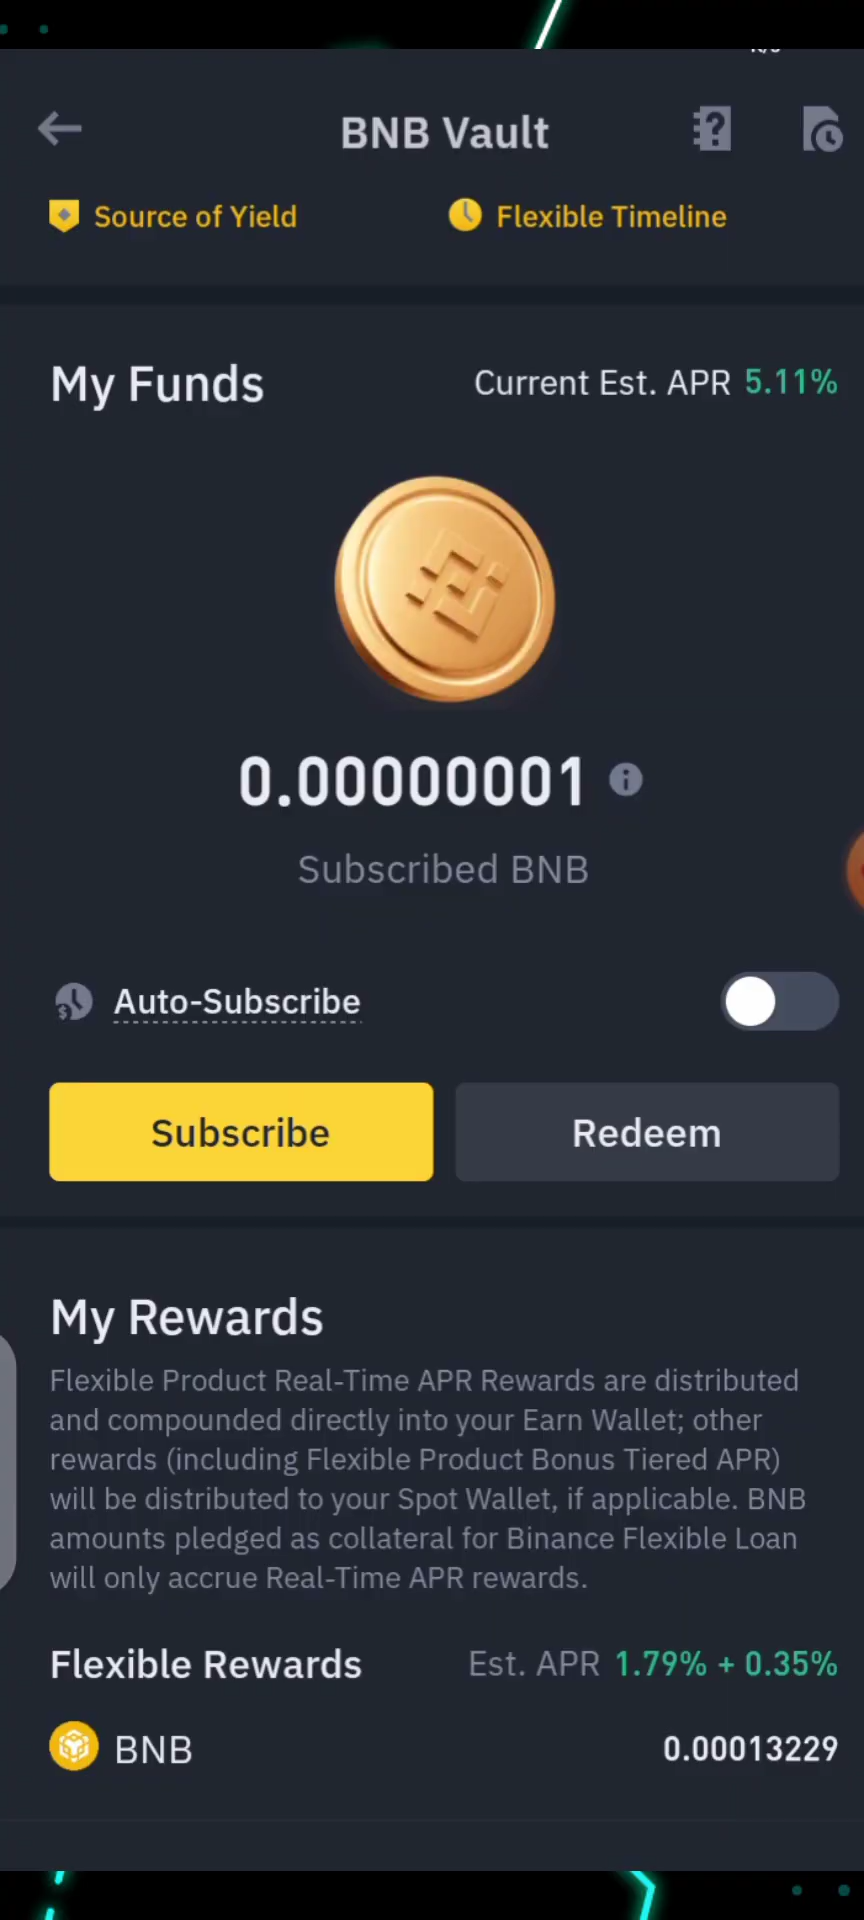 BNB Vault
Source of Yield
Flexible Timeline
My Funds
Current Est. APR 5.11%
0.00000001
Subscribed BNB
Auto-Subscribe
Subscribe
Redeem
My Rewards
Flexible Product Real-Time APR Rewards are distributed
and compounded directly into your Earn Wallet; other
rewards (including Flexible Product Bonus Tiered APR)
will be distributed to your Spot Wallet, if applicable. BNB
amounts pledged as collateral for Binance Flexible Loan
will only accrue Real-Time APR rewards.
Flexible Rewards
Est. APR 1.79% + 0.35%
BNB
0.00013229